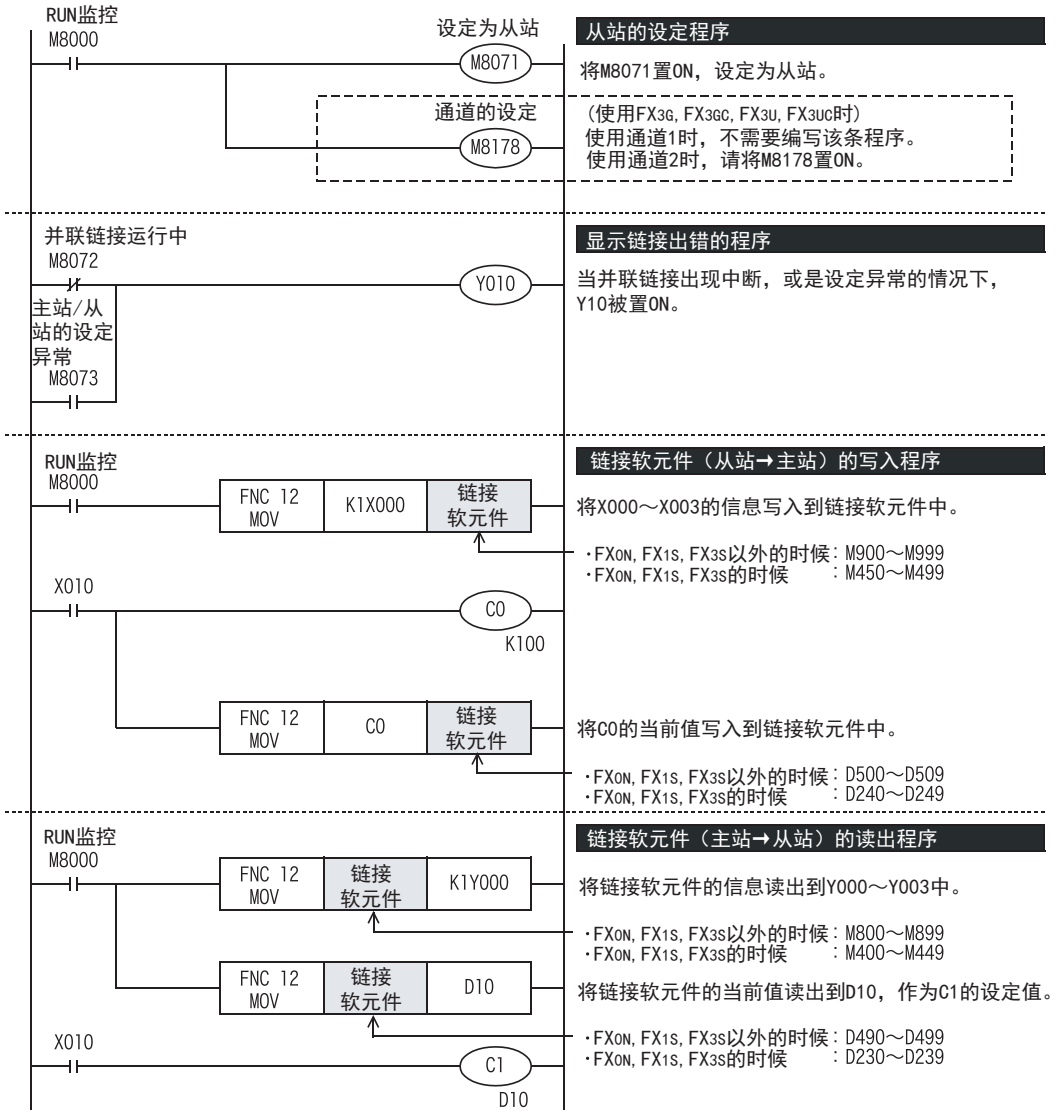 RUN监控
M8000
设定为从站
M8071
从站的设定程序
将M8071置ON，设定为从站。
通道的设定
M8178
(使用FX3G, FX3GC, FX3U, FX3UC时)
使用通道1时，不需要编写该条程序。
使用通道2时，请将M8178置ON。
并联链接运行中
M8072
Y010
主站/从
站的设定
异常
M8073
显示链接出错的程序
当并联链接出现中断，或是设定异常的情况下，
Y10被置ON。
RUN监控
M8000
FNC 12
MOV
K1X000
链接
软元件
链接软元件（从站→主站）的写入程序
将X000～X003的信息写入到链接软元件中。
·FX0N, FX1S, FX3S以外的时候：M900～M999
·FX0N, FX1S, FX3S的时候：M450～M499
X010
C0
K100
FNC 12
MOV
C0
链接
软元件
将C0的当前值写入到链接软元件中。
·FX0N, FX1S, FX3S以外的时候：D500～D509
·FX0N, FX1S, FX3S的时候：D240～D249
RUN监控
M8000
FNC 12
MOV
链接
软元件
K1Y000
链接软元件（主站→从站）的读出程序
将链接软元件的信息读出到Y000～Y003中。
·FX0N, FX1S, FX3S以外的时候：M800～M899
·FX0N, FX1S, FX3S的时候：M400～M449
FNC 12
MOV
链接
软元件
D10
将链接软元件的当前值读出到D10，作为C1的设定值。
·FX0N, FX1S, FX3S以外的时候：D490～D499
·FX0N, FX1S, FX3S的时候：D230～D239
X010
C1
D10